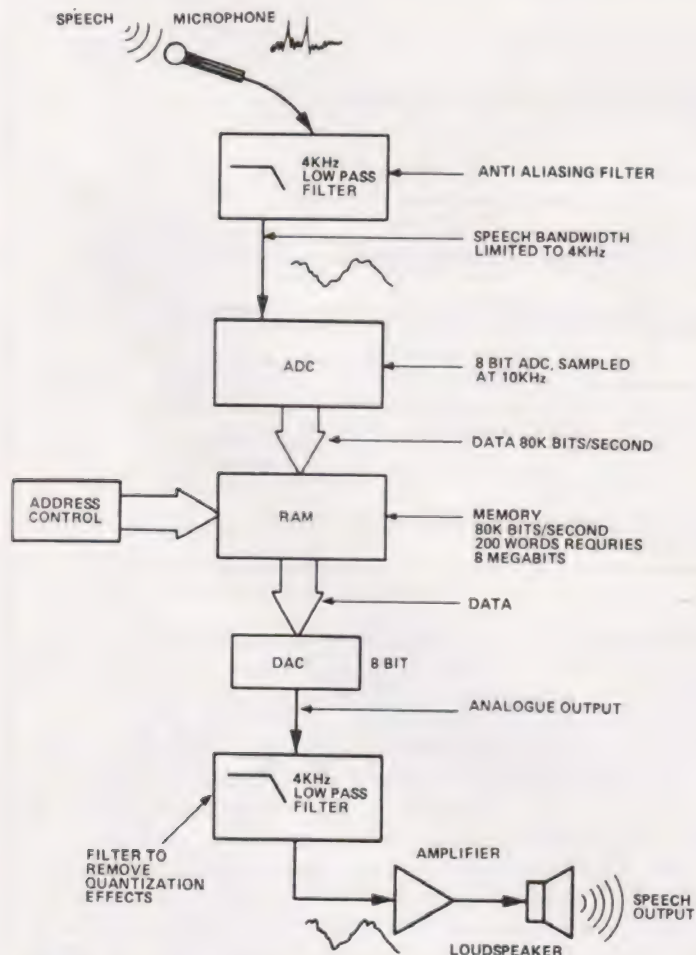 SPEECH
MICROPHONE
4KHz
LOW PASS
FILTER
ANTI ALIASING FILTER
SPEECH BANDWIDTH
LIMITED TO 4KHz
ADC
8 BIT ADC, SAMPLED
AT 10KHz
DATA 80K BITS/SECOND
ADDRESS
CONTROL
RAM
MEMORY
80K BITS/SECOND
200 WORDS REQURIES
8 MEGABITS
DATA
DAC
8 BIT
ANALOGUE OUTPUT
4KHz
LOW PASS
FILTER
FILTER TO
REMOVE
QUANTIZATION
EFFECTS
AMPLIFIER
SPEECH
OUTPUT
LOUDSPEAKER